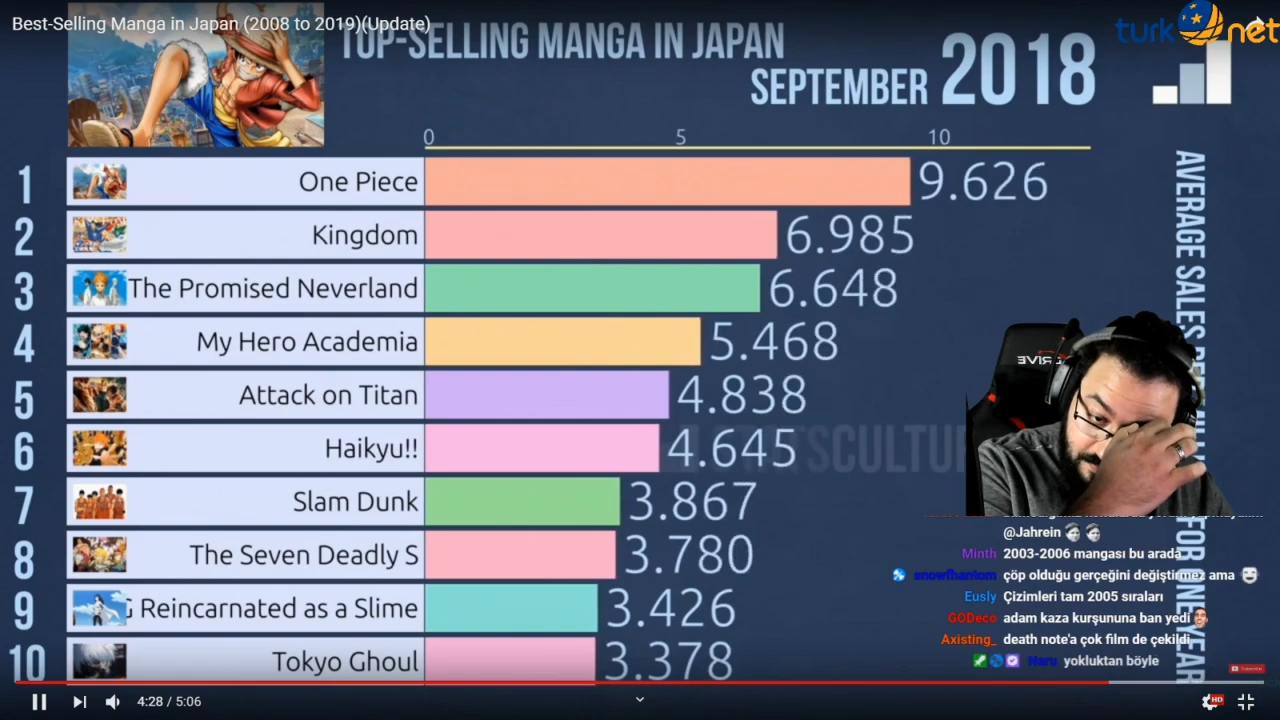 Best-Selling Manga in Japan (2008 to 2019)(Update)
turk net
TOP-SELLING MANGA IN JAPAN
SEPTEMBER 2018
0 5 10
1 One Piece 9.626
2 Kingdom 6.985
3 The Promised Neverland 6.648
4 My Hero Academia 5.468
5 Attack on Titan 4.838
6 Haikyu!! 4.645
7 Slam Dunk 3.867
8 The Seven Deadly S 3.780
9 Reincarnated as a Slime 3.426
10 Tokyo Ghoul 3.378
AVERAGE SALES FOR ONE YEAR
@Jahrein
Minth 2003-2006 mangası bu arada
snowfhantom çöp olduğu gerçeğini değiştirmez ama
Eusly Çizimleri tam 2005 sıraları
GODeco adam kaza kurşununa ban yedi
Axisting_ death note'a çok film de çekildi
Naru yokluktan böyle
4:28 / 5:06
HD